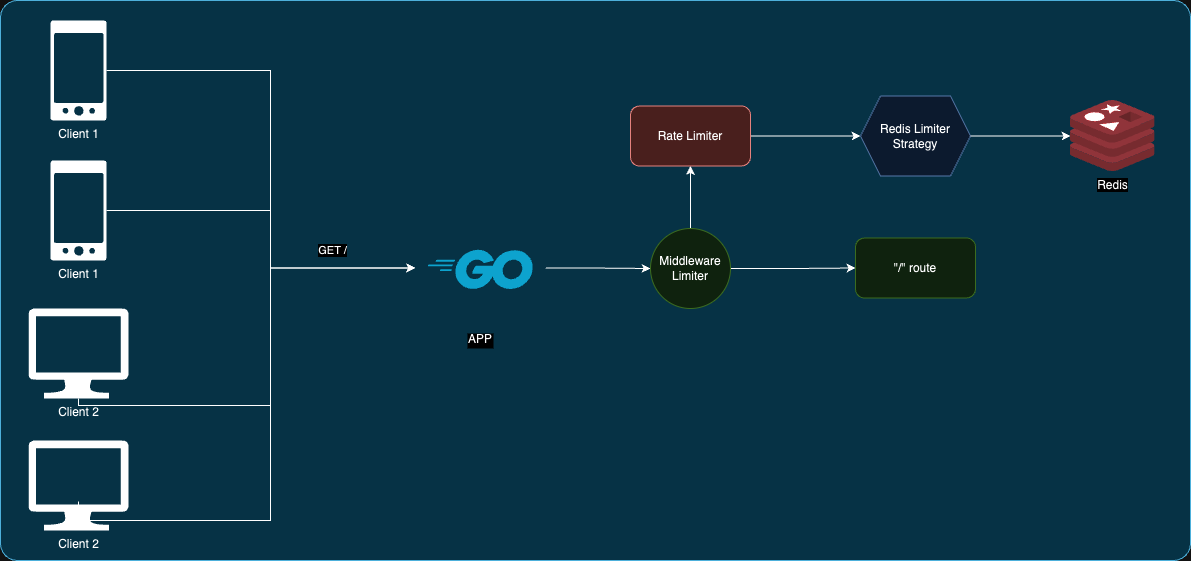 Client 1
Client 1
Client 2
Client 2
GET /
GO
APP
Middleware
Limiter
Rate Limiter
Redis Limiter
Strategy
Redis
"/" route